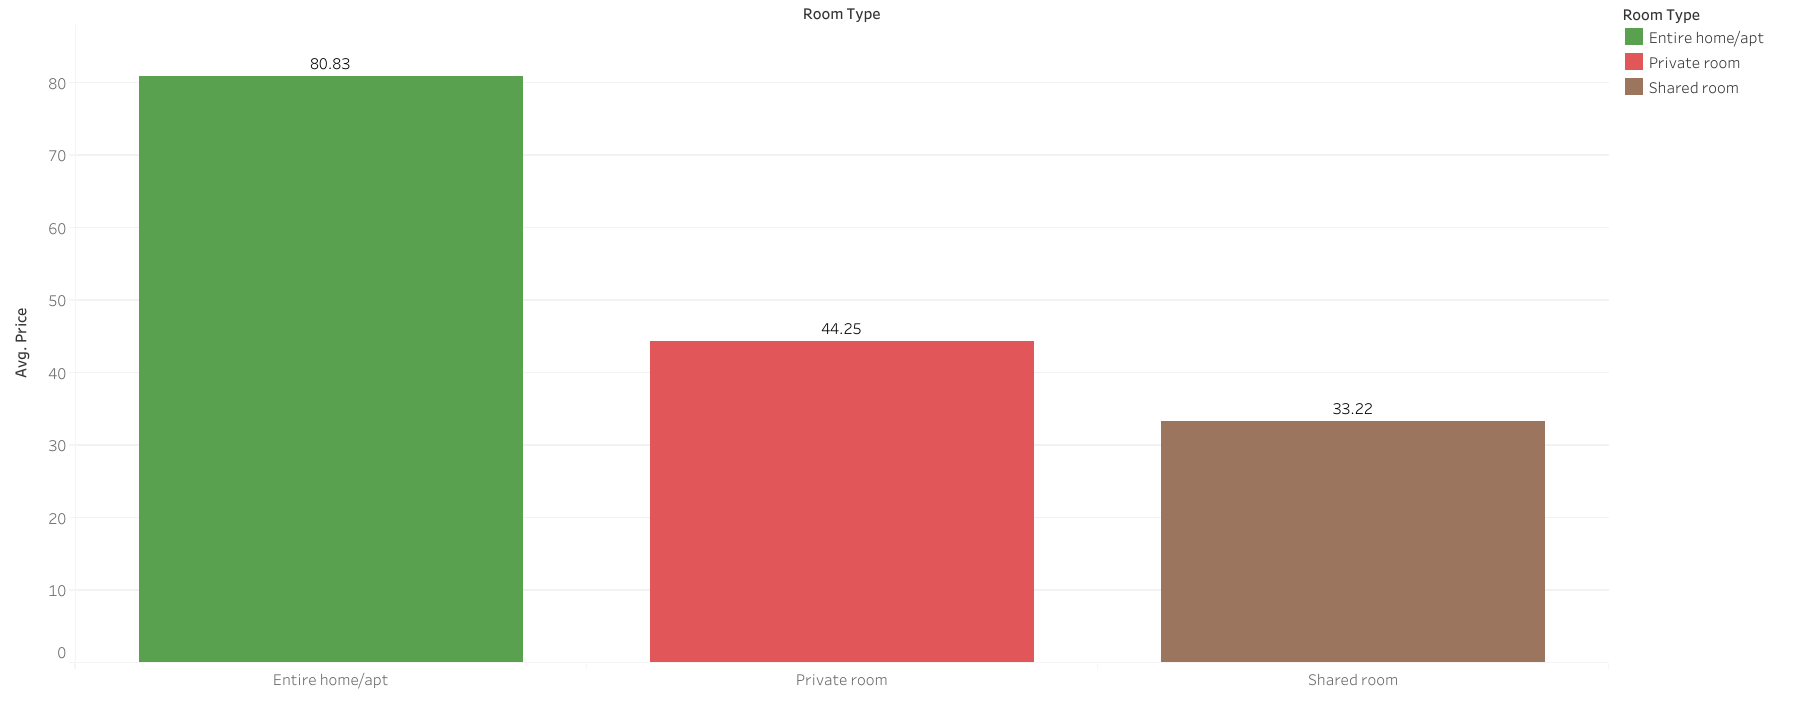 Room Type
80.83
44.25
33.22
80
70
60
50
40
30
20
10
0
Avg. Price
Entire home/apt
Private room
Shared room
Room Type
Entire home/apt
Private room
Shared room